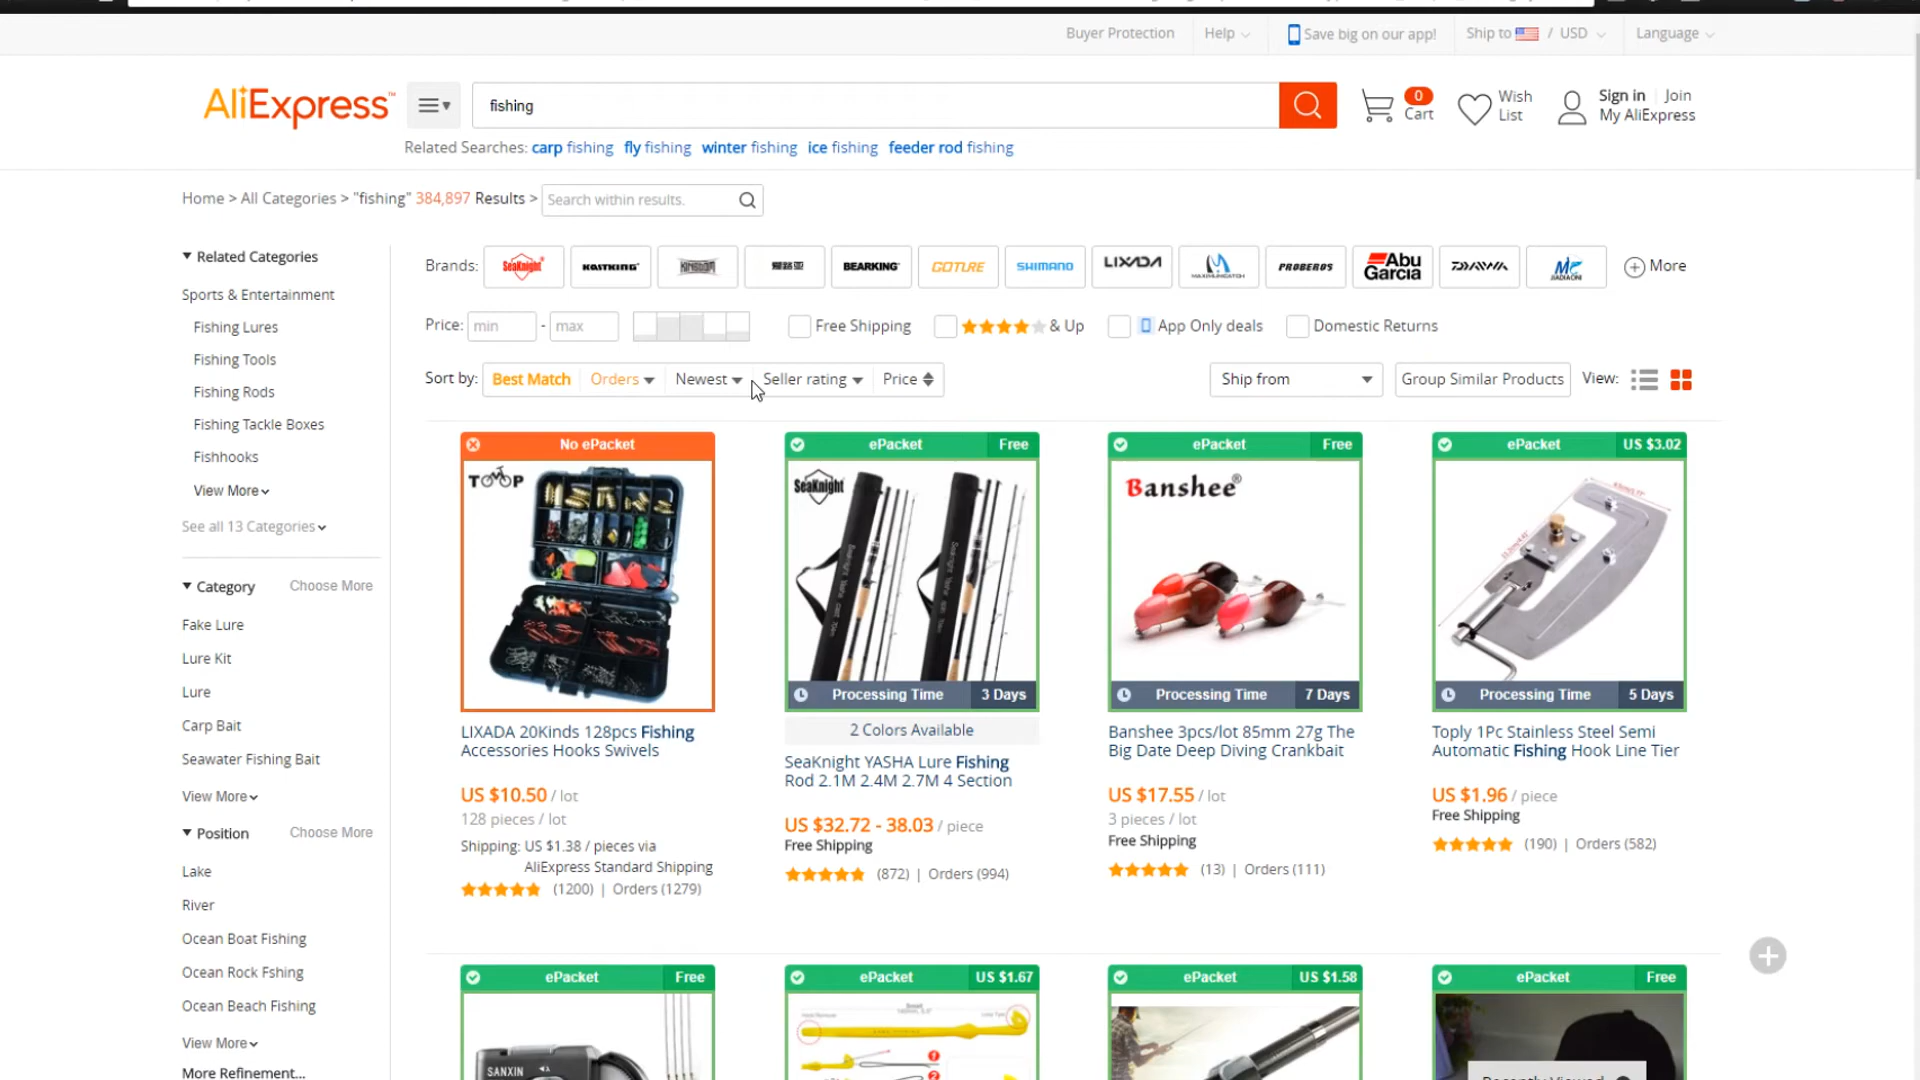 Buyer Protection Help Save big on our app! Ship to / USD Language
AliExpress™ fishing 0 Cart Wish List Sign in | Join My AliExpress
Related Searches: carp fishing fly fishing winter fishing ice fishing feeder rod fishing
Home > All Categories > "fishing" 384,897 Results > Search within results.
Related Categories
Sports & Entertainment
Fishing Lures
Fishing Tools
Fishing Rods
Fishing Tackle Boxes
Fishhooks
View More
See all 13 Categories
Category Choose More
Fake Lure
Lure Kit
Lure
Carp Bait
Seawater Fishing Bait
View More
Position Choose More
Lake
River
Ocean Boat Fishing
Ocean Rock Fishing
Ocean Beach Fishing
View More
More Refinement...
Brands: SeaKnight KASTKING KINGDOM BEARKING GOTURE SHIMANO LIXADA MAXIMUMCATCH PROBEROS Abu Garcia DAIWA JIADIAONI More
Price: min - max Free Shipping & Up App Only deals Domestic Returns
Sort by: Best Match Orders Newest Seller rating Price Ship from Group Similar Products View:
No ePacket
TOOP
LIXADA 20Kinds 128pcs Fishing
Accessories Hooks Swivels
US $10.50 / lot
128 pieces / lot
Shipping: US $1.38 / pieces via
AliExpress Standard Shipping
(1200) | Orders (1279)
ePacket Free
SeaKnight
Processing Time 3 Days
2 Colors Available
SeaKnight YASHA Lure Fishing
Rod 2.1M 2.4M 2.7M 4 Section
US $32.72 - 38.03 / piece
Free Shipping
(872) | Orders (994)
ePacket Free
Banshee®
Processing Time 7 Days
Banshee 3pcs/lot 85mm 27g The
Big Date Deep Diving Crankbait
US $17.55 / lot
3 pieces / lot
Free Shipping
(13) | Orders (111)
ePacket US $3.02
Processing Time 5 Days
Toply 1Pc Stainless Steel Semi
Automatic Fishing Hook Line Tier
US $1.96 / piece
Free Shipping
(190) | Orders (582)
ePacket Free
SANXIN
ePacket US $1.67
ePacket US $1.58
ePacket Free
Recently Viewed